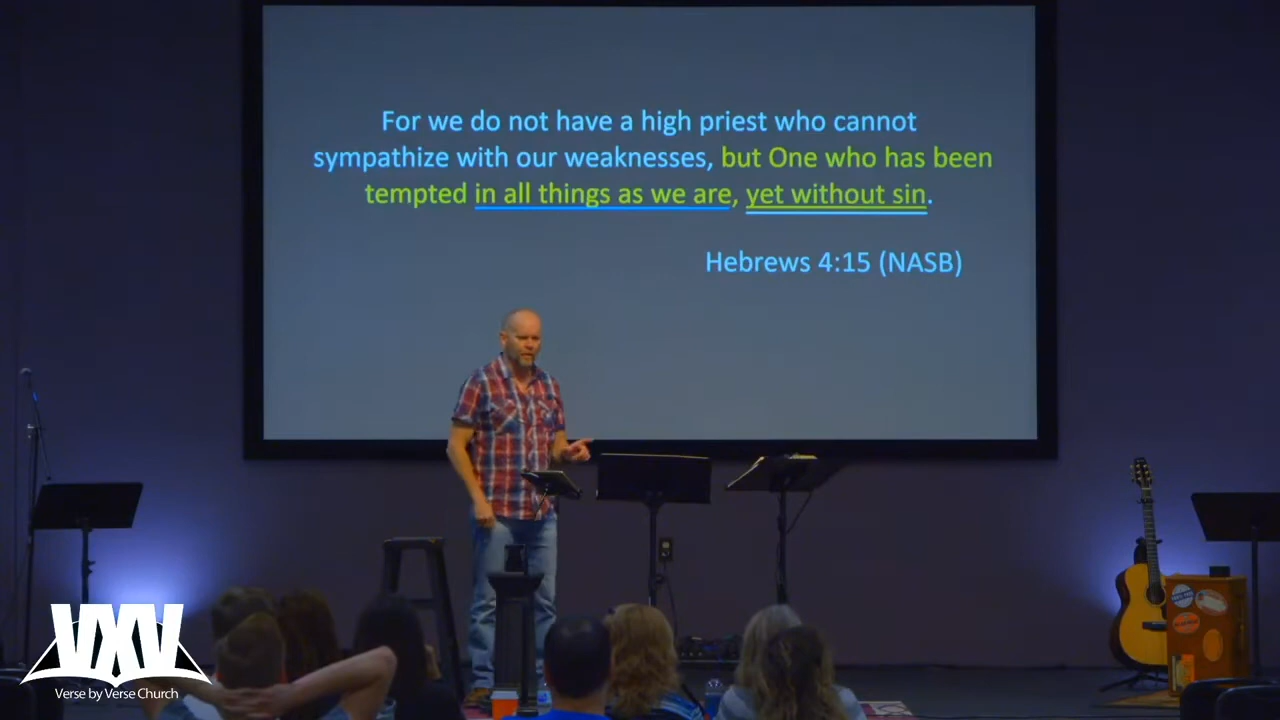 For we do not have a high priest who cannot
sympathize with our weaknesses, but One who has been
tempted in all things as we are, yet without sin.
Hebrews 4:15 (NASB)
VXV
Verse by Verse Church